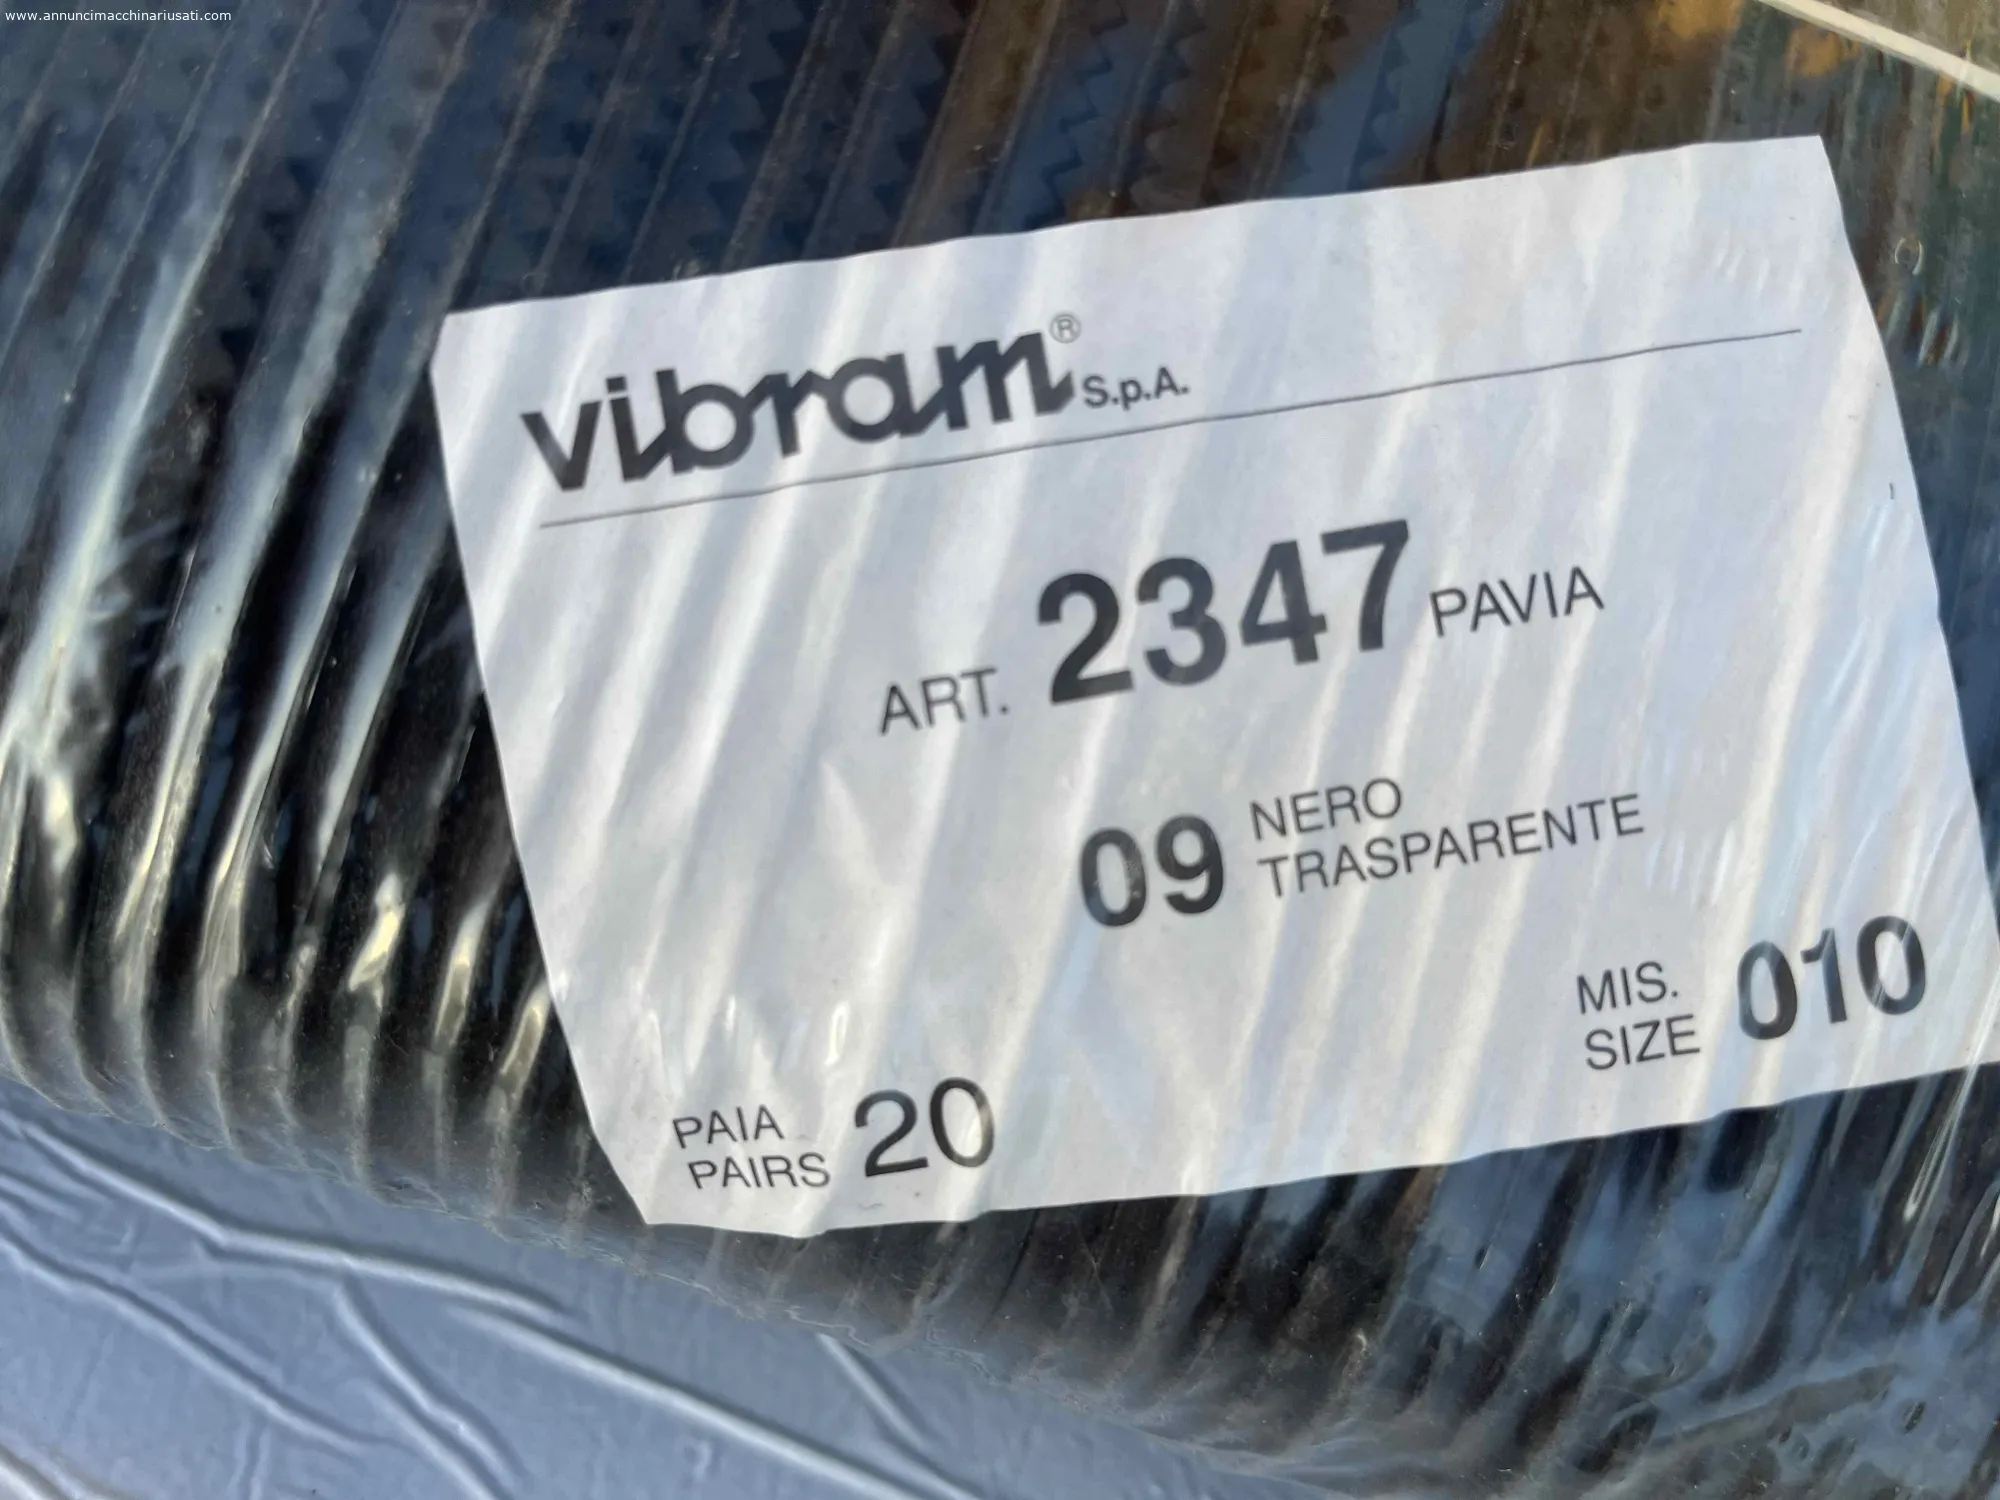 www.annuncimacchinariusati.com
vibram® S.p.A.
ART. 2347 PAVIA
09 NERO
TRASPARENTE
MIS.
SIZE 010
PAIA
PAIRS 20